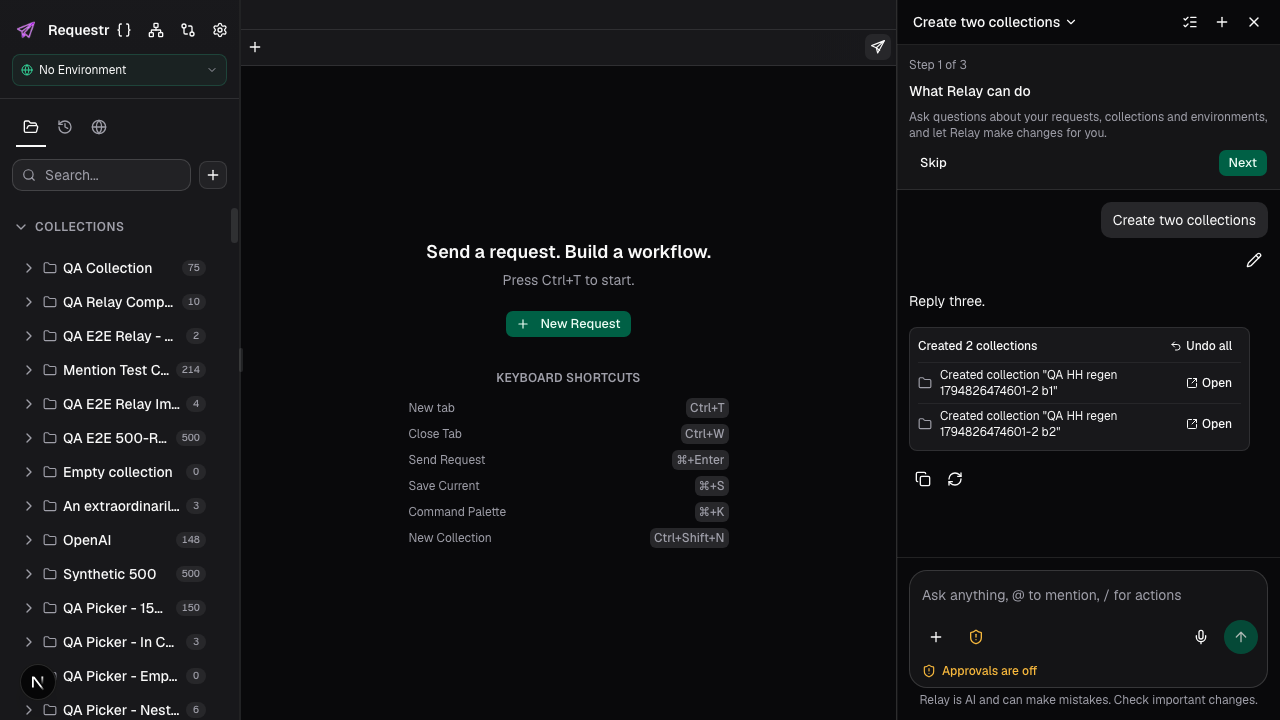 Requestr
No Environment
Search...
COLLECTIONS
QA Collection 75
QA Relay Comp... 10
QA E2E Relay - ... 2
Mention Test C... 214
QA E2E Relay Im... 4
QA E2E 500-R... 500
Empty collection 0
An extraordinaril... 3
OpenAI 148
Synthetic 500 500
QA Picker - 15... 150
QA Picker - In C... 3
QA Picker - Emp... 0
QA Picker - Nest... 6
N
Send a request. Build a workflow.
Press Ctrl+T to start.
New Request
KEYBOARD SHORTCUTS
New tab Ctrl+T
Close Tab Ctrl+W
Send Request ⌘+Enter
Save Current ⌘+S
Command Palette ⌘+K
New Collection Ctrl+Shift+N
Create two collections
Step 1 of 3
What Relay can do
Ask questions about your requests, collections and environments,
and let Relay make changes for you.
Skip Next
Create two collections
Reply three.
Created 2 collections Undo all
Created collection "QA HH regen
1794826474601-2 b1" Open
Created collection "QA HH regen
1794826474601-2 b2" Open
Ask anything, @ to mention, / for actions
Approvals are off
Relay is AI and can make mistakes. Check important changes.